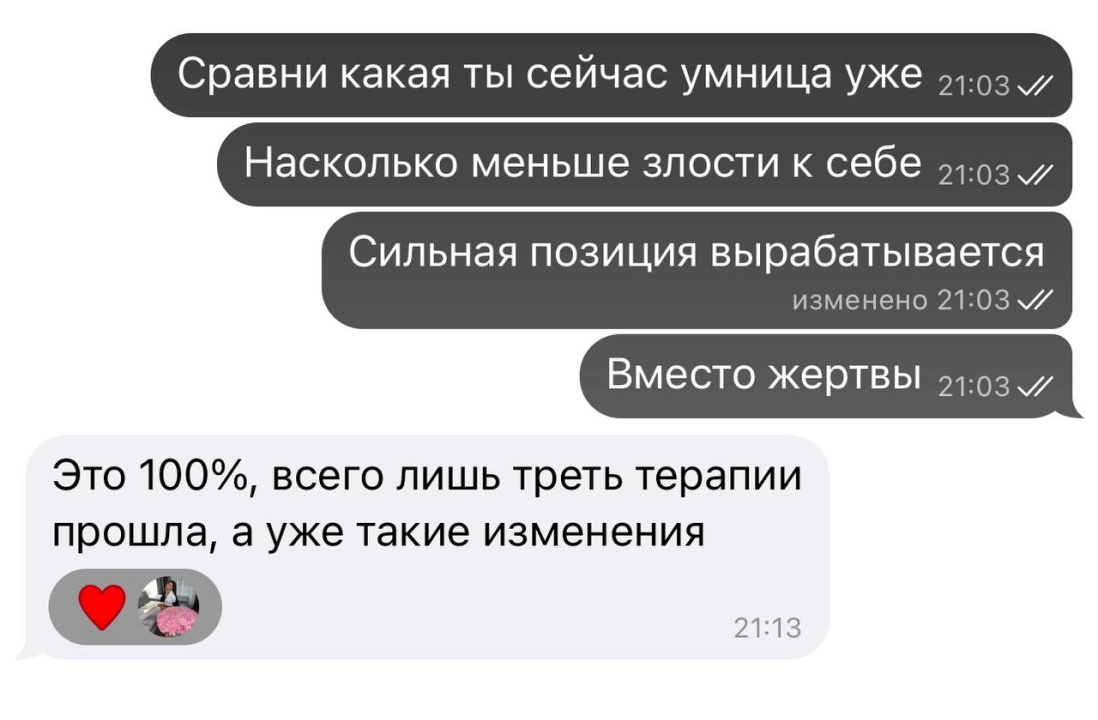 Сравни какая ты сейчас умница уже 21:03
Насколько меньше злости к себе 21:03
Сильная позиция вырабатывается
изменено 21:03
Вместо жертвы 21:03
Это 100%, всего лишь треть терапии
прошла, а уже такие изменения
21:13